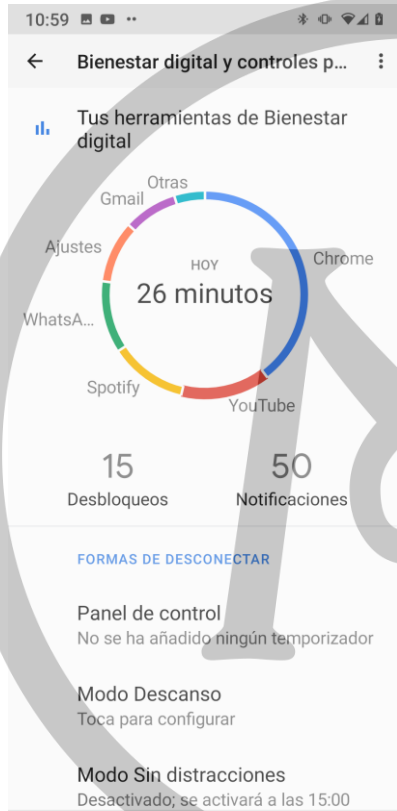 10:59
Bienestar digital y controles p...
Tus herramientas de Bienestar
digital
Otras
Gmail
Ajustes
Chrome
HOY
26 minutos
WhatsA...
Spotify
YouTube
15
50
Desbloqueos
Notificaciones
FORMAS DE DESCONECTAR
Panel de control
No se ha añadido ningún temporizador
Modo Descanso
Toca para configurar
Modo Sin distracciones
Desactivado; se activará a las 15:00